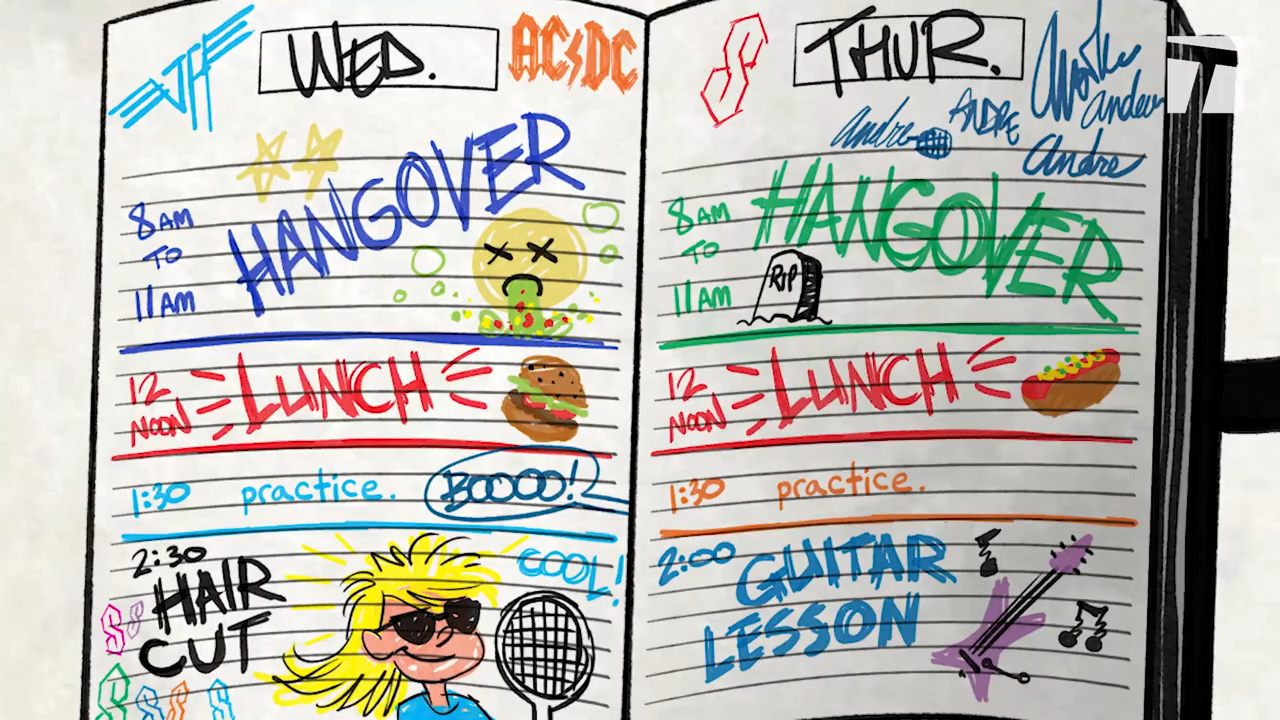 WED.
AC⚡DC
8AM
TO
11AM
HANGOVER
12
NOON
LUNCH
1:30 practice. BOOOO!
2:30
HAIR
CUT
COOL!
THUR.
Andre
ANDRE
Andre
8AM
TO
11AM
HANGOVER
RIP
12
NOON
LUNCH
1:30 practice.
2:00 GUITAR
LESSON